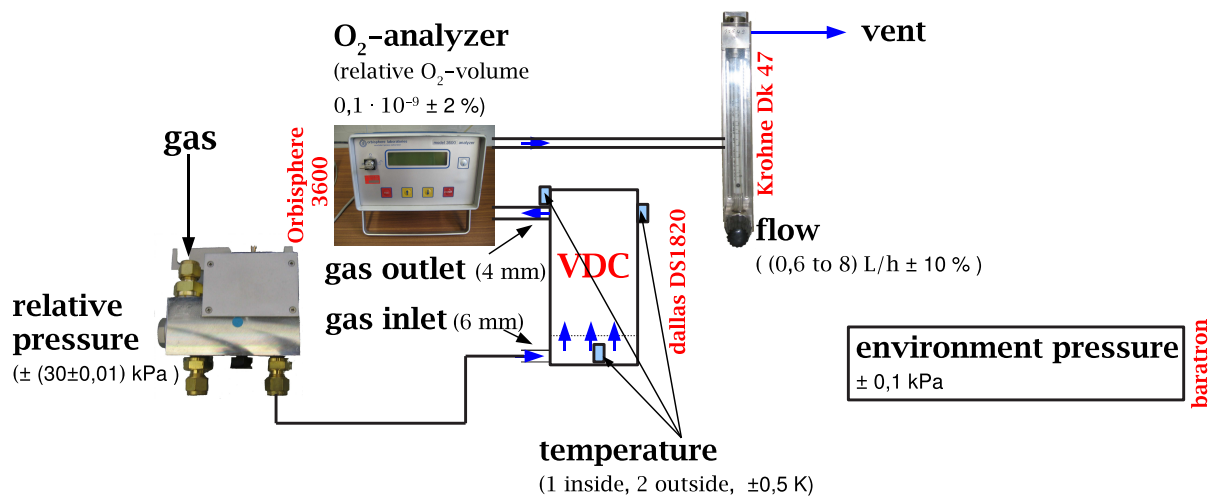 O₂-analyzer
(relative O₂-volume
0,1 · 10⁻⁹ ± 2 %)
vent
Krohne Dk 47
gas
Orbisphere
3600
flow
( (0,6 to 8) L/h ± 10 % )
gas outlet (4 mm)
VDC
dallas DS1820
gas inlet (6 mm)
relative
pressure
(± (30±0,01) kPa )
environment pressure
± 0,1 kPa
baratron
temperature
(1 inside, 2 outside, ±0,5 K)